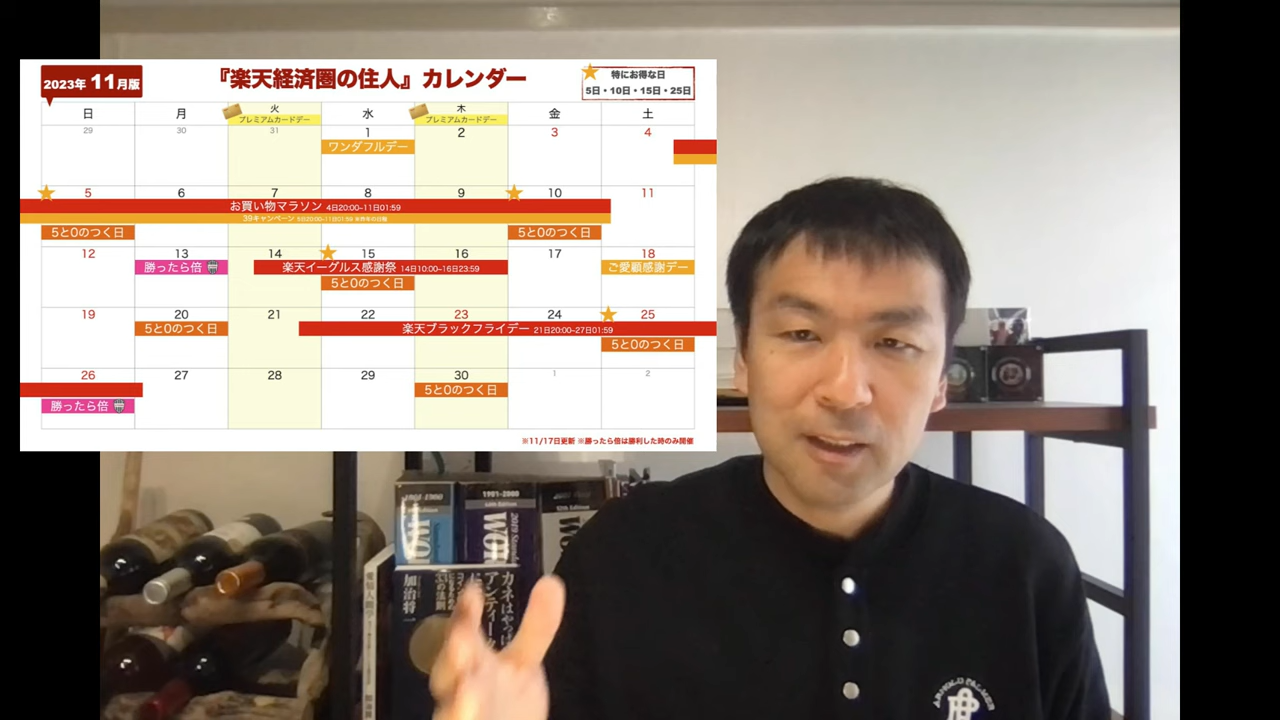 2023年 11月版
『楽天経済圏の住人』カレンダー
特にお得な日
5日・10日・15日・25日
日 月 火 水 木 金 土
プレミアムカードデー プレミアムカードデー
29 30 31 1 2 3 4
ワンダフルデー
5 6 7 8 9 10 11
お買い物マラソン 4日20:00~11日01:59
5と0のつく日 5と0のつく日
12 13 14 15 16 17 18
勝ったら倍 楽天イーグルス感謝祭 14日10:00~16日23:59 ご愛顧感謝デー
5と0のつく日
19 20 21 22 23 24 25
5と0のつく日 楽天ブラックフライデー 21日20:00~27日01:59
5と0のつく日
26 27 28 29 30 1 2
勝ったら倍 5と0のつく日
※11/17日更新 ※勝ったら倍は勝利した時のみ開催
1901-2000
WOR
2019
カネはやっぱ
アンティーク
加治将一
ARNOLD PALMER